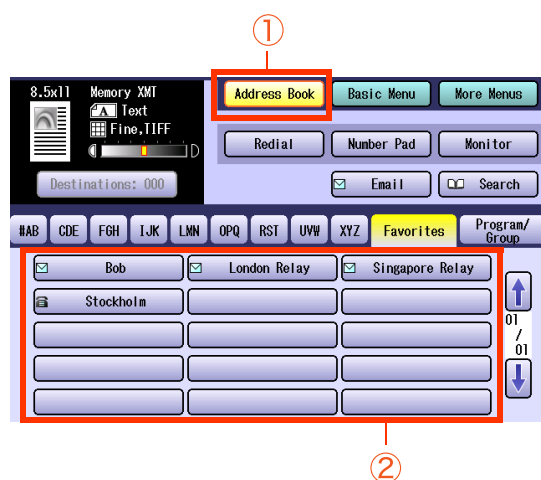 ①
8.5x11 Memory XMT
A Text
Fine,TIFF
D
Destinations: 000
Address Book
Basic Menu
More Menus
Redial
Number Pad
Monitor
Email
Search
#AB
CDE
FGH
IJK
LMN
OPQ
RST
UVW
XYZ
Favorites
Program/
Group
Bob
London Relay
Singapore Relay
Stockholm
01
/
01
②